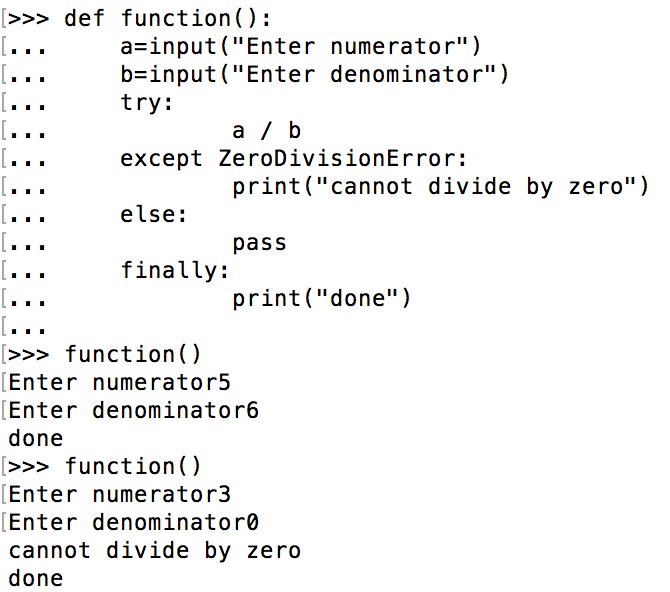 [>>> def function():
[...     a=input("Enter numerator")
[...     b=input("Enter denominator")
[...     try:
[...             a / b
[...     except ZeroDivisionError:
[...             print("cannot divide by zero")
[...     else:
[...             pass
[...     finally:
[...             print("done")
[...
[>>> function()
[Enter numerator5
[Enter denominator6
done
[>>> function()
[Enter numerator3
[Enter denominator0
cannot divide by zero
done